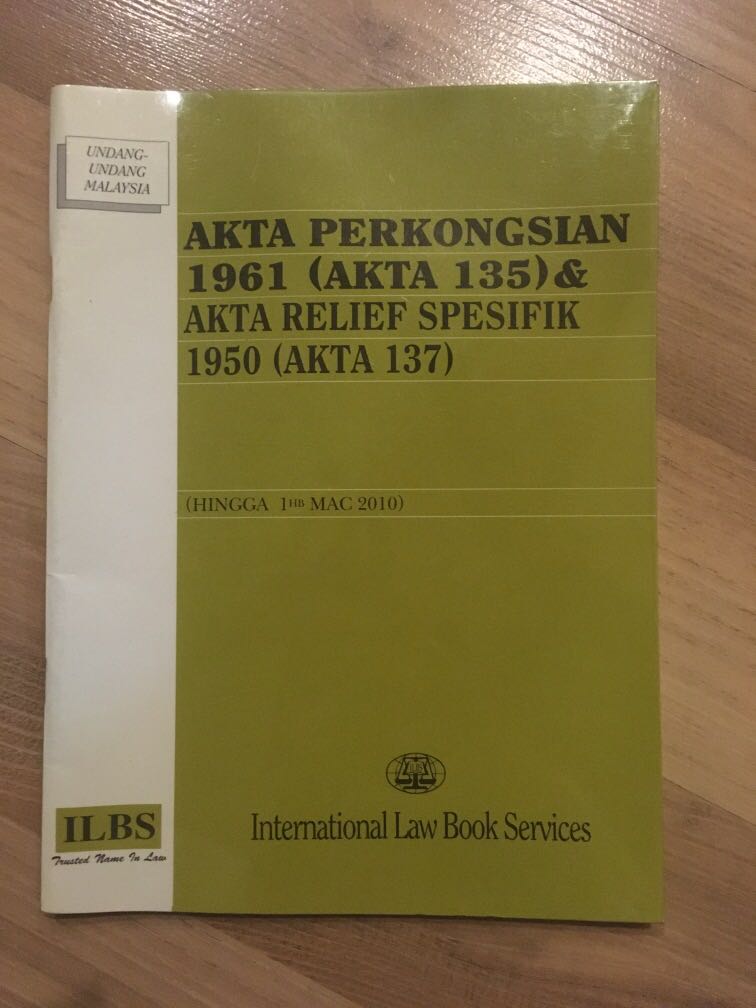 UNDANG-
UNDANG
MALAYSIA
AKTA PERKONGSIAN
1961 (AKTA 135) &
AKTA RELIEF SPESIFIK
1950 (AKTA 137)
(HINGGA 1HB MAC 2010)
ILBS
International Law Book Services
ILBS
Trusted Name In Law